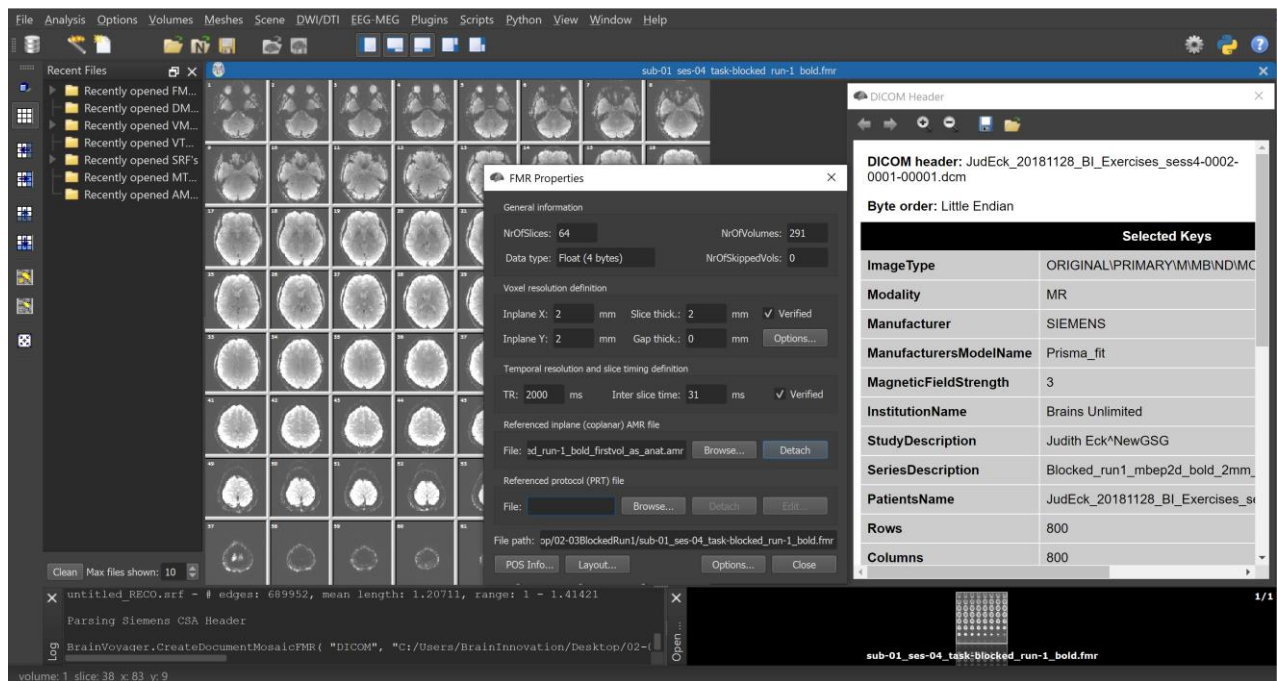 File Analysis Options Volumes Meshes Scene DWI/DTI EEG-MEG Plugins Scripts Python View Window Help
Recent Files
Recently opened FM...
Recently opened DM...
Recently opened VM...
Recently opened VT...
Recently opened SRF's
Recently opened MT...
Recently opened AM...
Clean Max files shown: 10
sub-01_ses-04_task-blocked_run-1_bold.fmr
FMR Properties
General information
NrOfSlices: 64 NrOfVolumes: 291
Data type: Float (4 bytes) NrOfSkippedVols: 0
Voxel resolution definition
Inplane X: 2 mm Slice thick.: 2 mm Verified
Inplane Y: 2 mm Gap thick.: 0 mm Options...
Temporal resolution and slice timing definition
TR: 2000 ms Inter slice time: 31 ms Verified
Referenced inplane (coplanar) AMR file
File: ed_run-1_bold_firstvol_as_anat.amr Browse... Detach
Referenced protocol (PRT) file
File: Browse... Detach Edit...
File path: op/02-03BlockedRun1/sub-01_ses-04_task-blocked_run-1_bold.fmr
POS Info... Layout... Options... Close
DICOM Header
DICOM header: JudEck_20181128_BI_Exercises_sess4-0002-
0001-00001.dcm
Byte order: Little Endian
Selected Keys
ImageType ORIGINAL\PRIMARY\M\MB\ND\MC
Modality MR
Manufacturer SIEMENS
ManufacturersModelName Prisma_fit
MagneticFieldStrength 3
InstitutionName Brains Unlimited
StudyDescription Judith Eck^NewGSG
SeriesDescription Blocked_run1_mbep2d_bold_2mm_
PatientsName JudEck_20181128_BI_Exercises_se
Rows 800
Columns 800
Log
untitled_RECO.srf - # edges: 689952, mean length: 1.20711, range: 1 - 1.41421
Parsing Siemens CSA Header
BrainVoyager.CreateDocumentMosaicFMR( "DICOM", "C:/Users/BrainInnovation/Desktop/02-
Open ...
1/1
sub-01_ses-04_task-blocked_run-1_bold.fmr
volume: 1 slice: 38 x: 83 y: 9